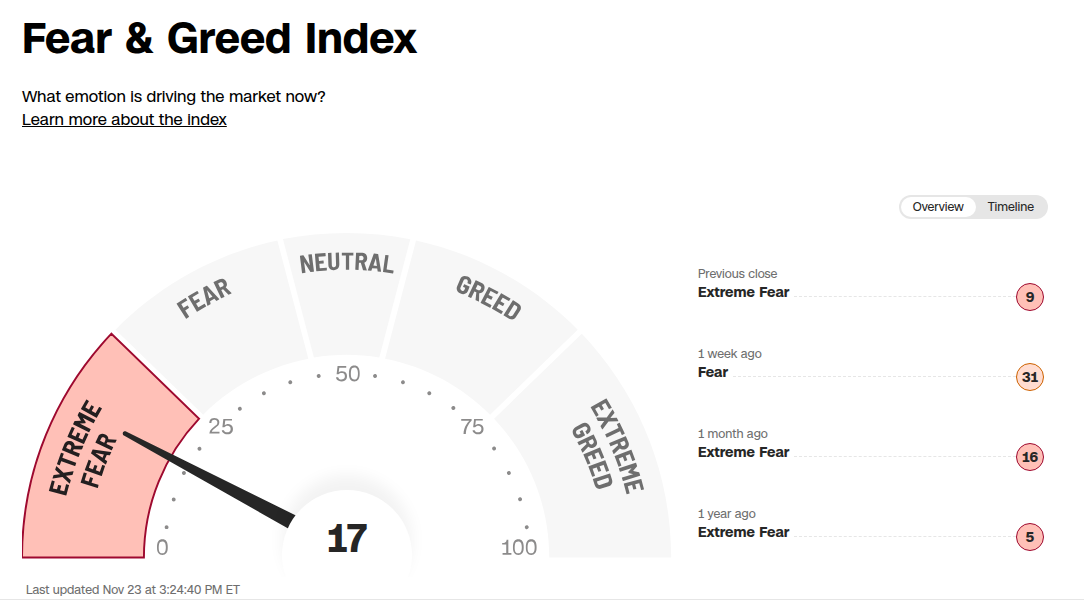 Fear & Greed Index
What emotion is driving the market now?
Learn more about the index
Overview
Timeline
EXTREME
FEAR
FEAR
NEUTRAL
GREED
EXTREME
GREED
0
25
50
75
100
17
Last updated Nov 23 at 3:24:40 PM ET
Previous close
Extreme Fear
9
1 week ago
Fear
31
1 month ago
Extreme Fear
16
1 year ago
Extreme Fear
5